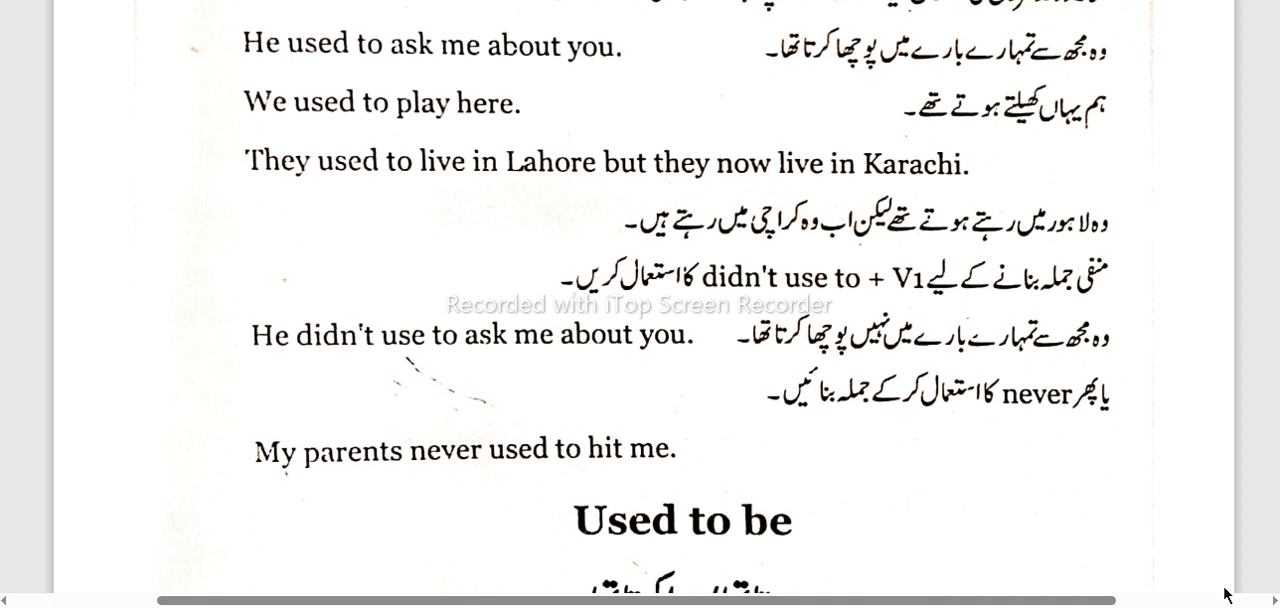 He used to ask me about you. وہ مجھ سے تمہارے بارے میں پوچھا کرتا تھا۔
We used to play here. ہم یہاں کھیلتے ہوتے تھے۔
They used to live in Lahore but they now live in Karachi.
وہ لاہور میں رہتے ہوتے تھے لیکن اب وہ کراچی میں رہتے ہیں۔
منفی جملہ بنانے کے لیے didn't use to + V1 کا استعمال کریں۔
Recorded with iTop Screen Recorder
He didn't use to ask me about you. وہ مجھ سے تمہارے بارے میں نہیں پوچھا کرتا تھا۔
یا پھر never کا استعمال کر کے جملہ بنائیں۔
My parents never used to hit me.
Used to be